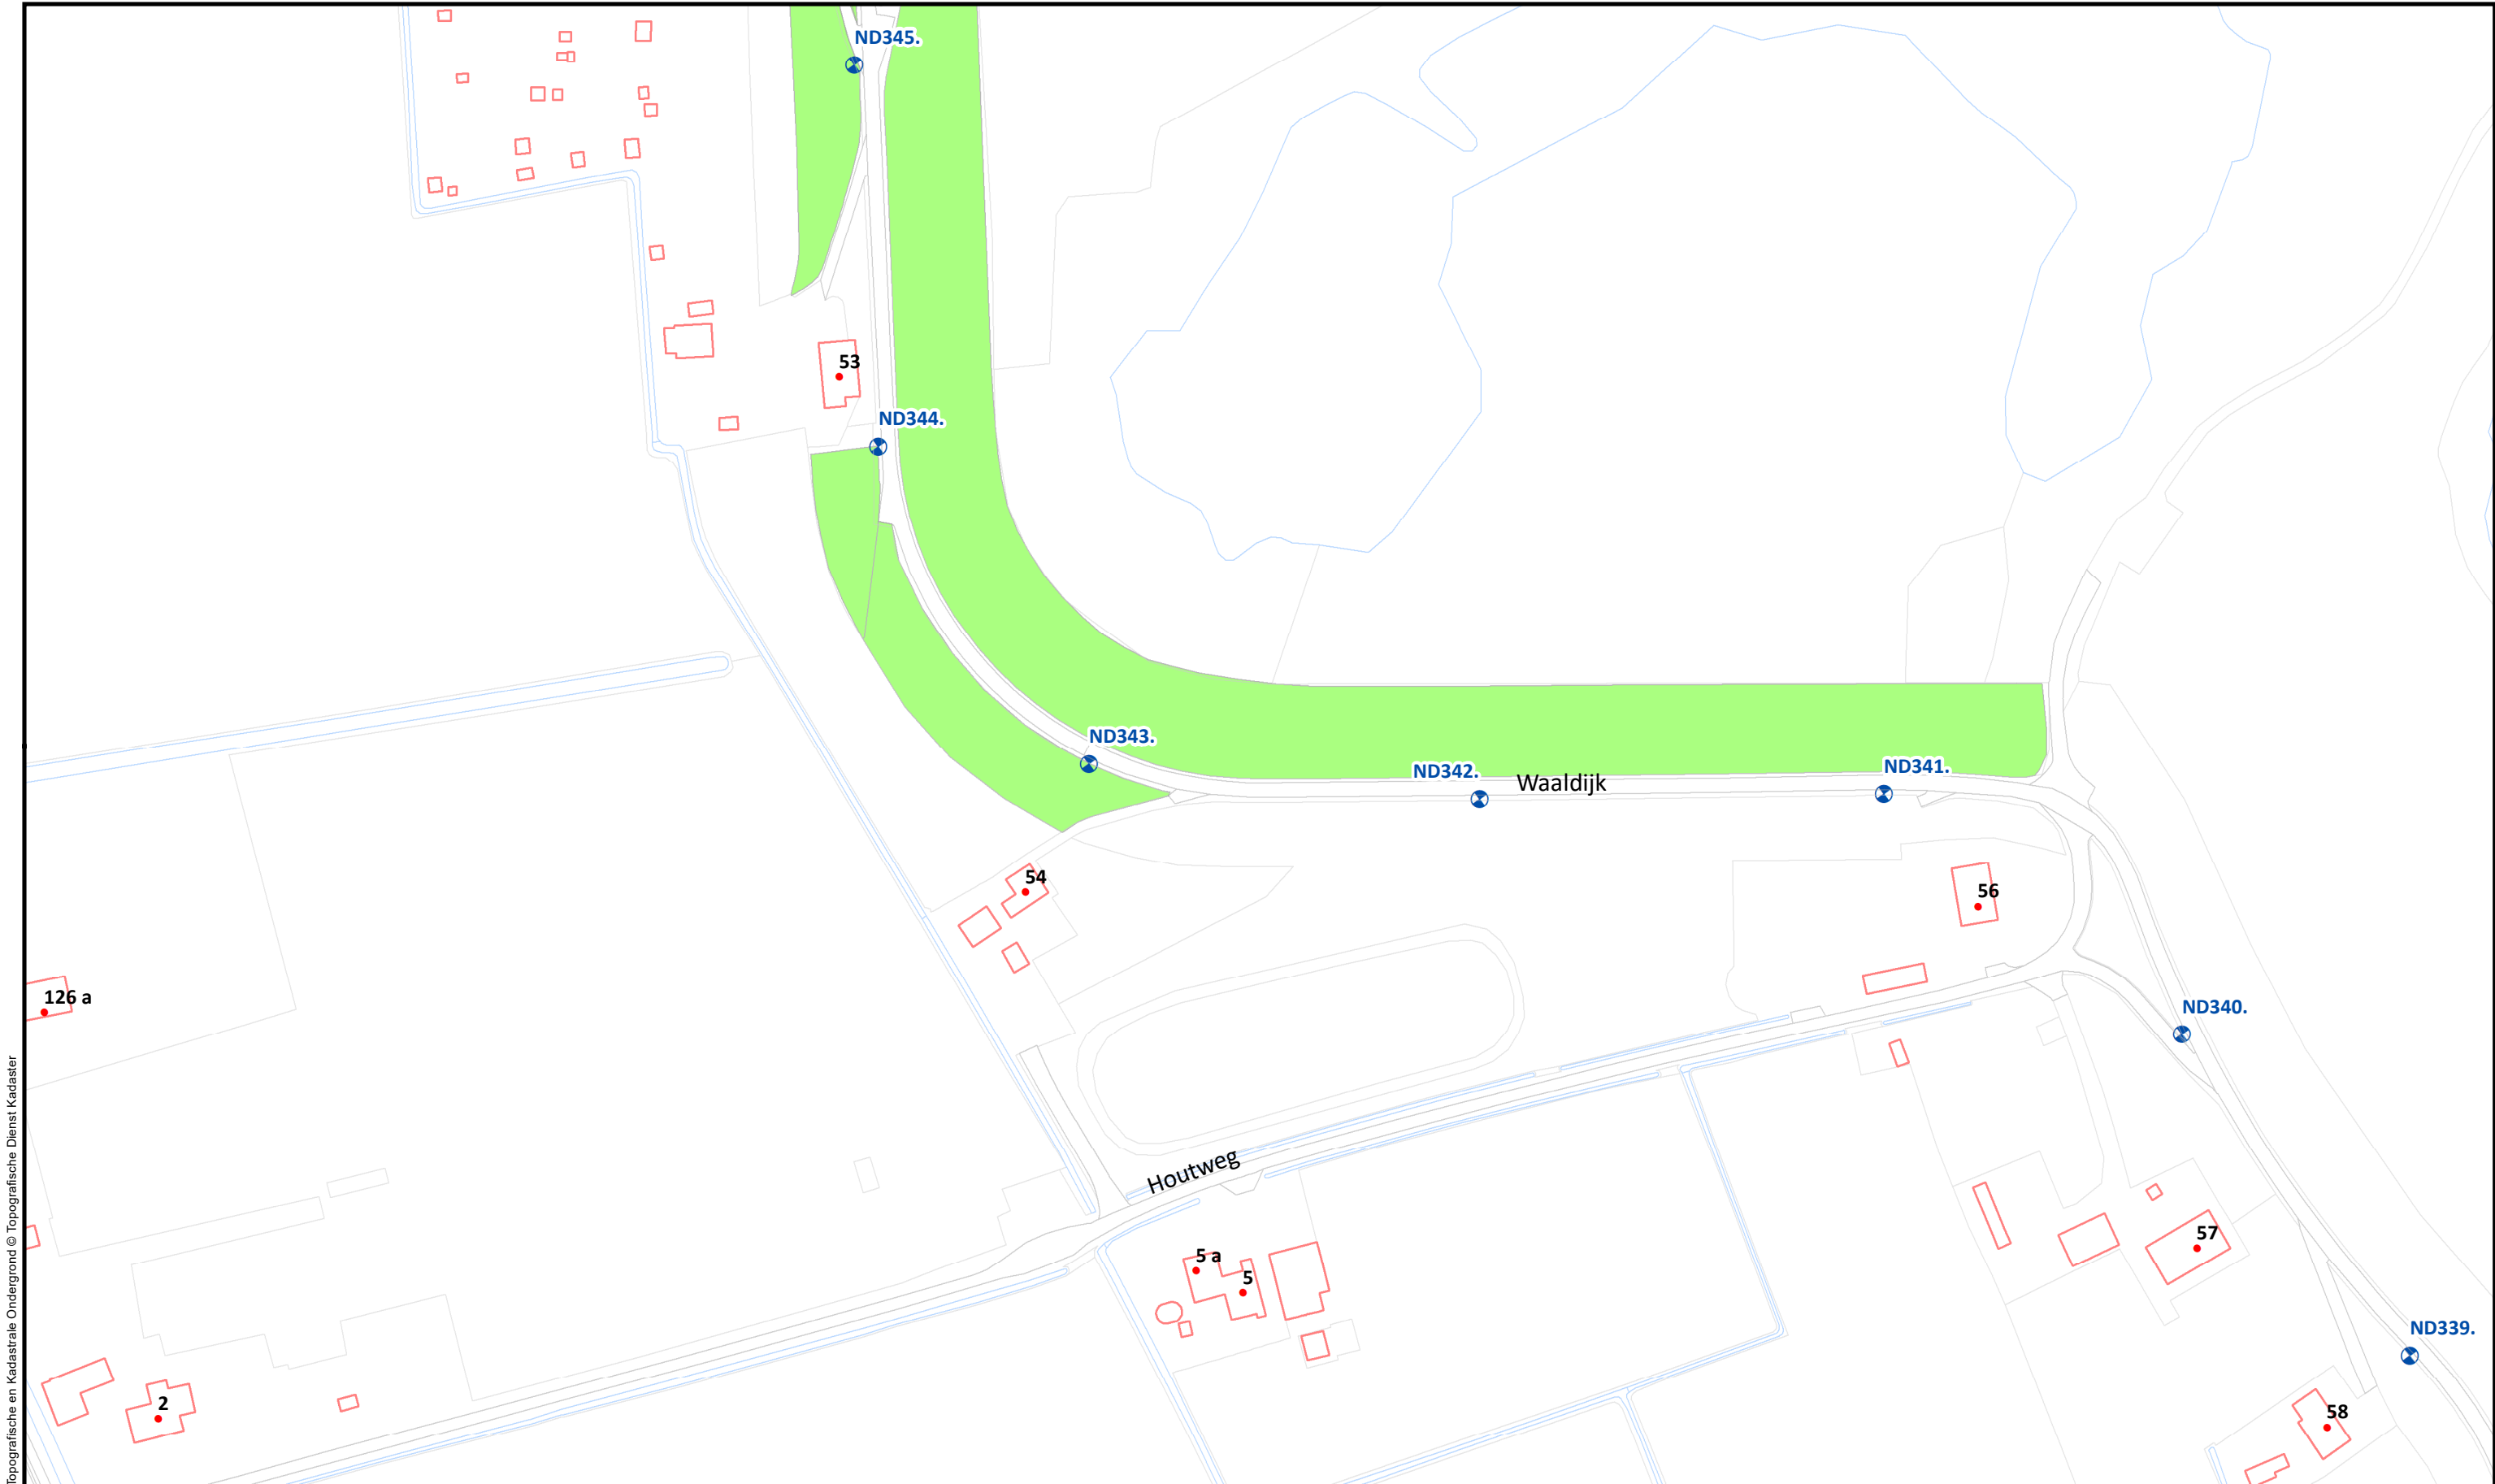 ND345.
53
ND344.
ND343.
ND342.
Waaldijk
ND341.
54
56
126 a
ND340.
Houtweg
5 a
5
57
ND339.
2
58
Topografische en Kadastrale Ondergrond © Topografische Dienst Kadaster